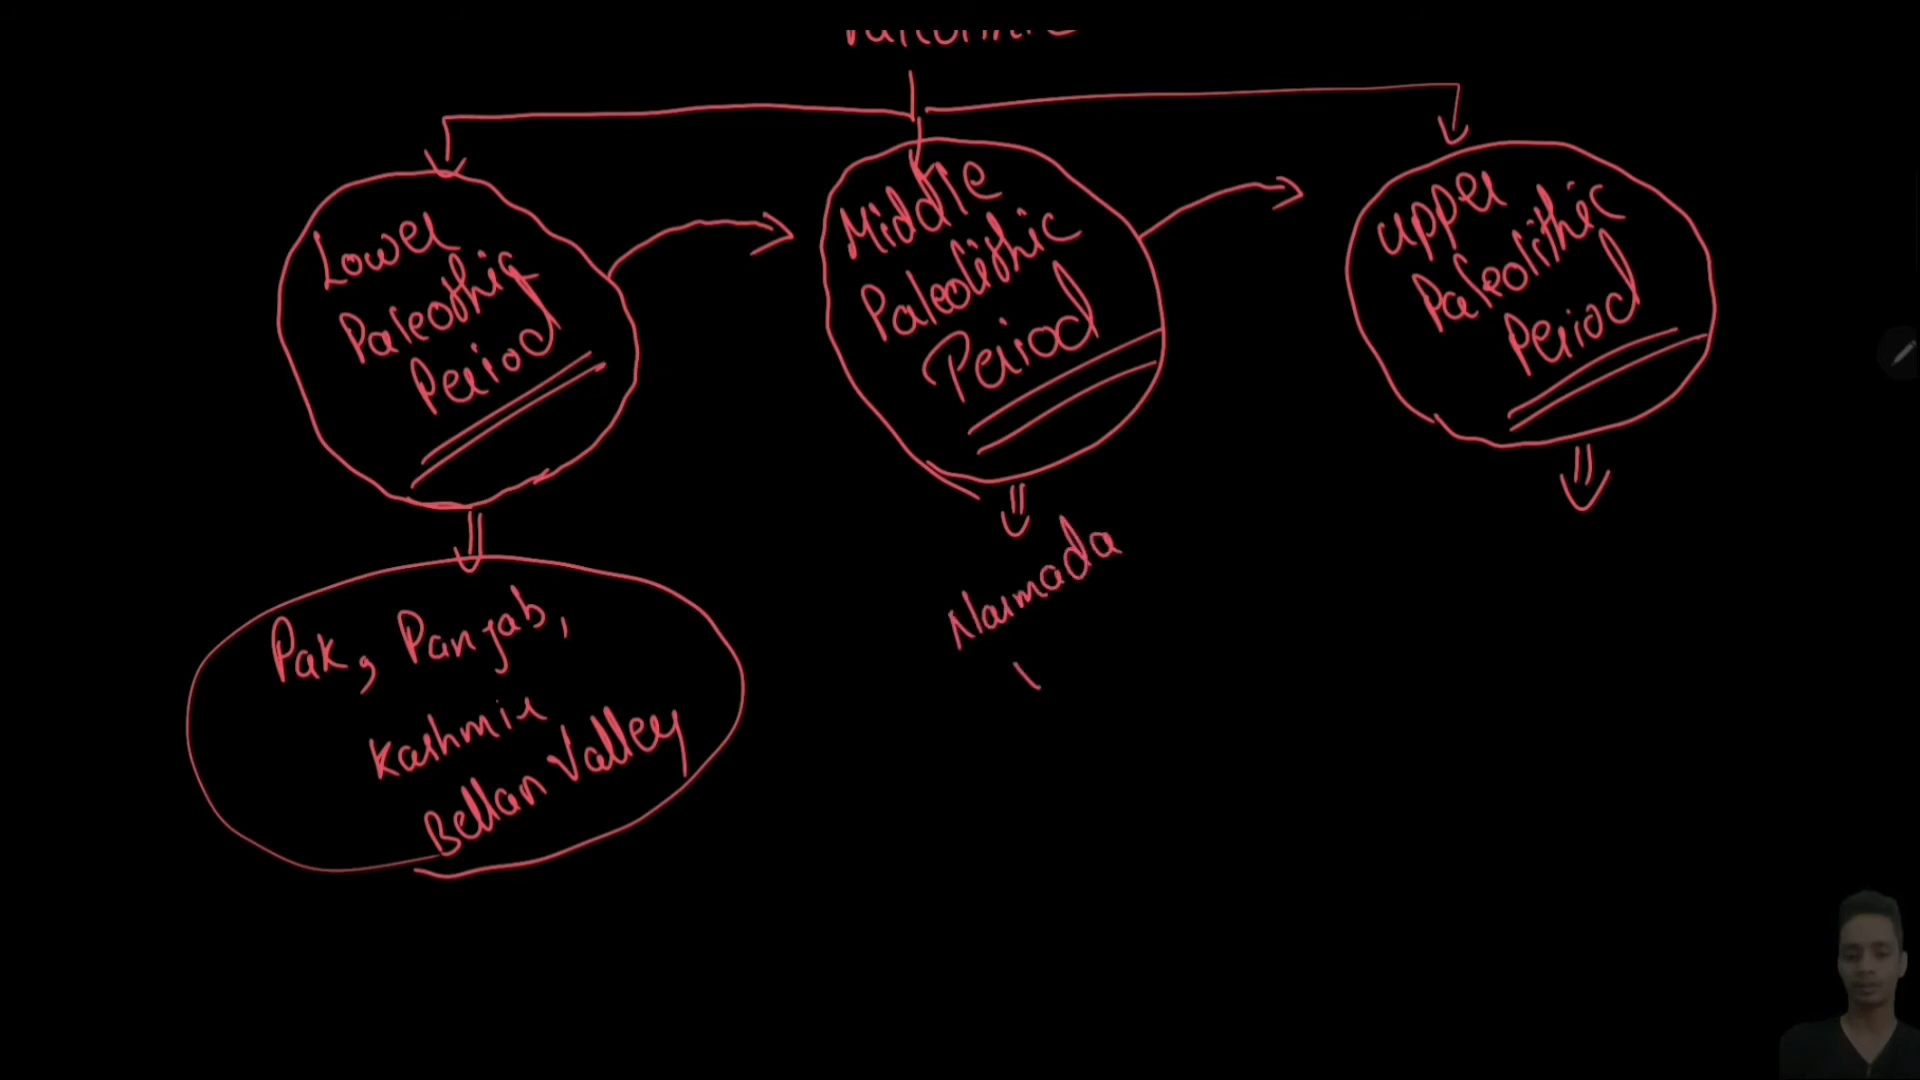 Lower
Paleothic
Period
Middle
Paleolithic
Period
Upper
Paleolithic
Period
Pak, Panjab,
Kashmir
Bellan Valley
Narmada